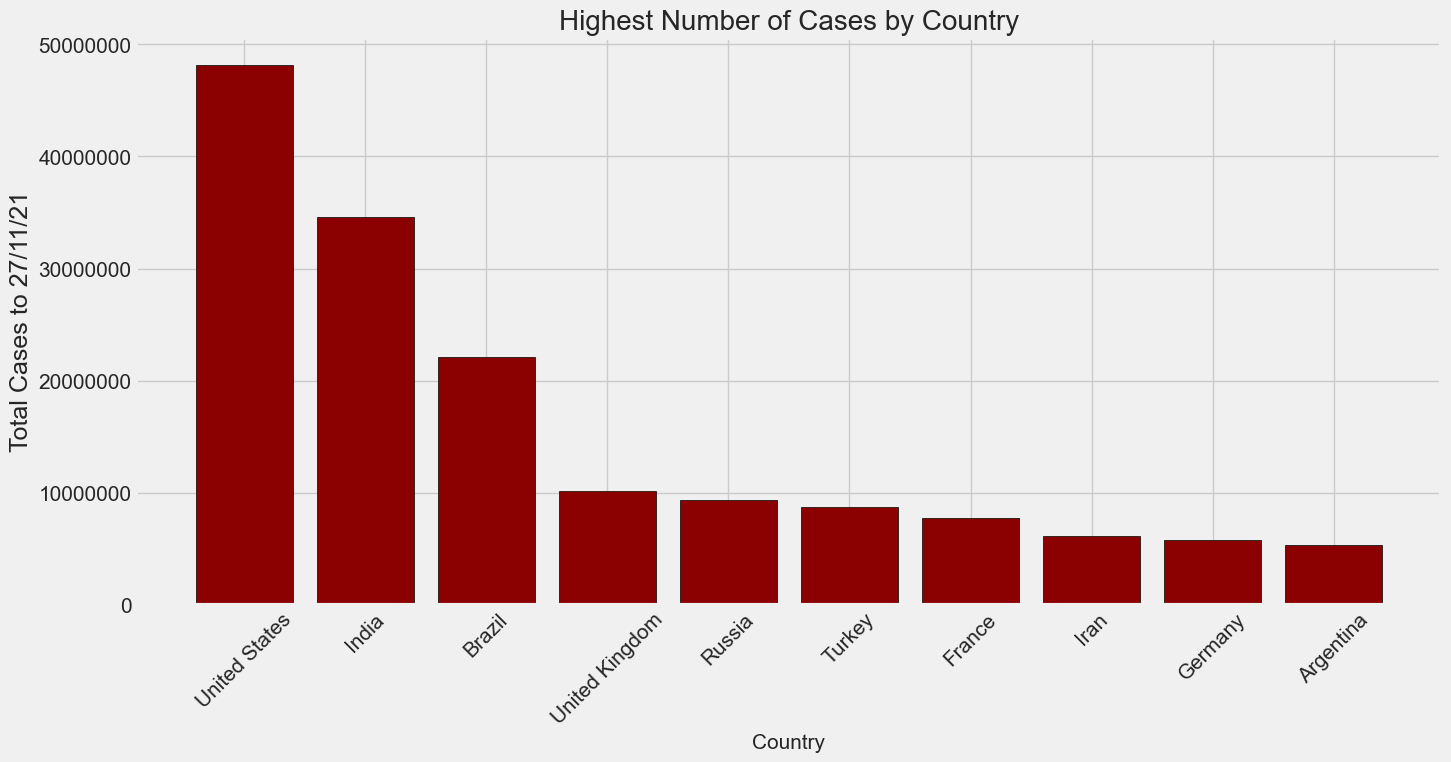 Highest Number of Cases by Country
Total Cases to 27/11/21
50000000
40000000
30000000
20000000
10000000
0
United States
India
Brazil
United Kingdom
Russia
Turkey
France
Iran
Germany
Argentina
Country